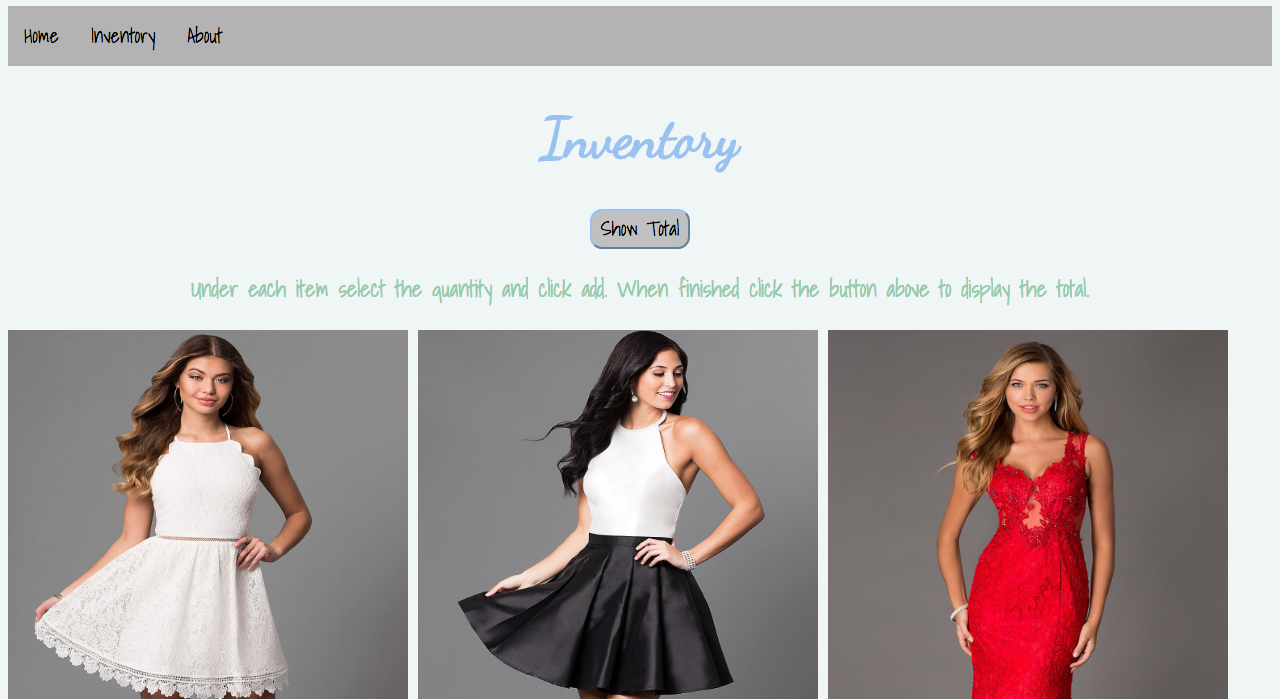 Home Inventory About
Inventory
Show Total
Under each item select the quantity and click add. When finished click the button above to display the total.